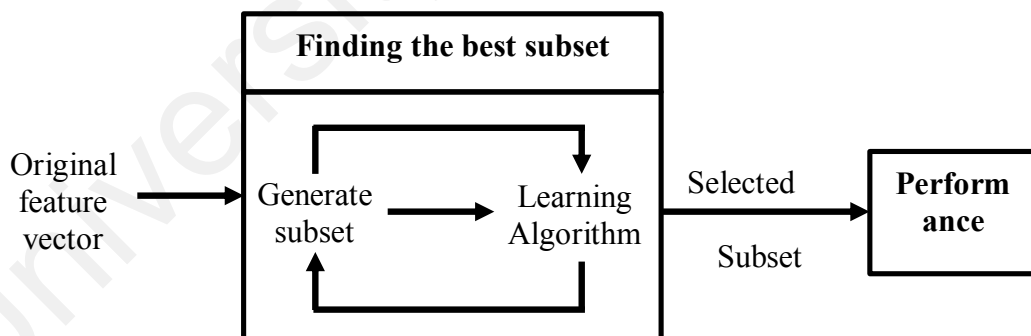 Finding the best subset
Original
feature
vector
Generate
subset
Learning
Algorithm
Selected
Subset
Perform
ance